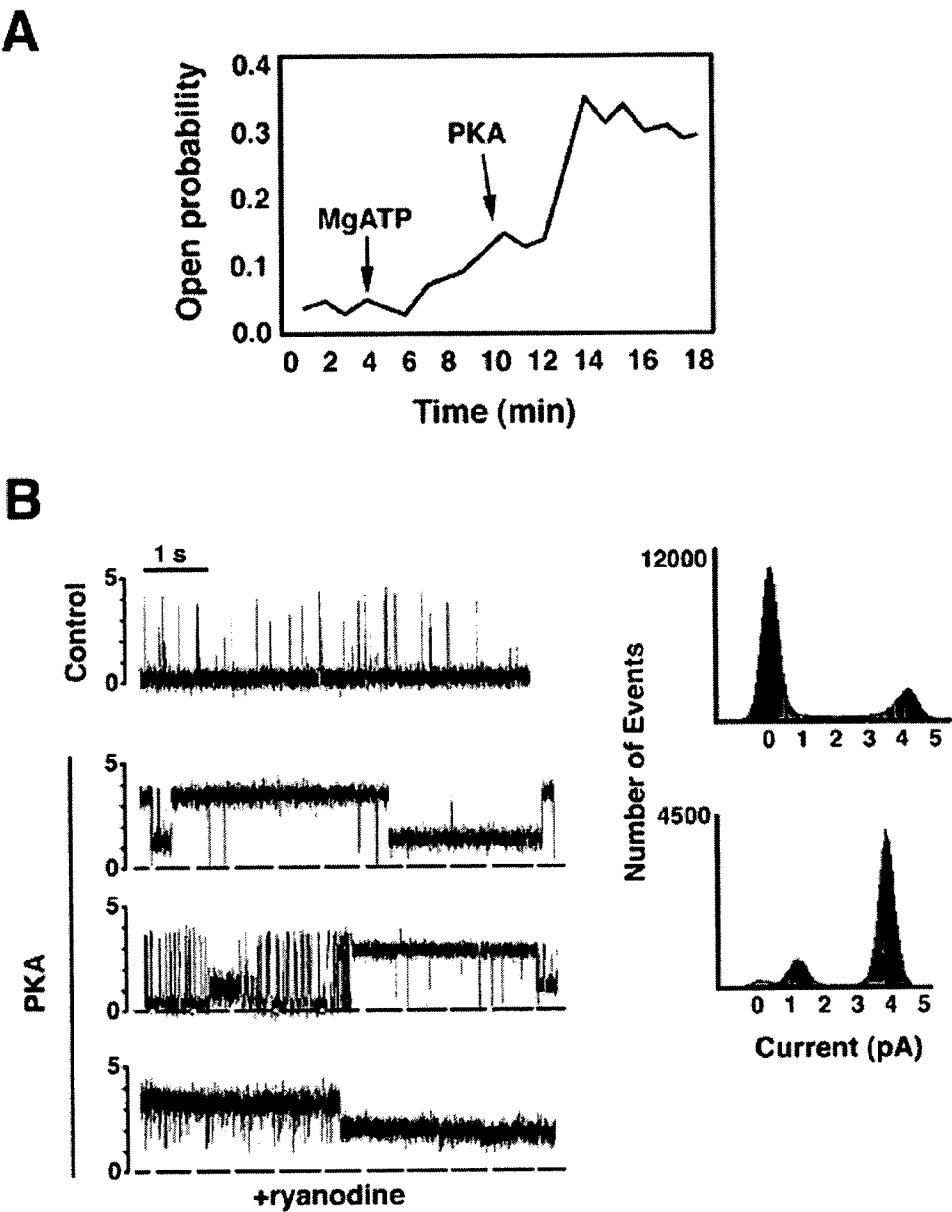 A
Open probability
0.4
0.3
0.2
0.1
0.0
MgATP
PKA
0 2 4 6 8 10 12 14 16 18
Time (min)
B
1 s
Control
5
0
PKA
5
0
5
0
5
0
+ryanodine
Number of Events
12000
0 1 2 3 4 5
4500
0 1 2 3 4 5
Current (pA)